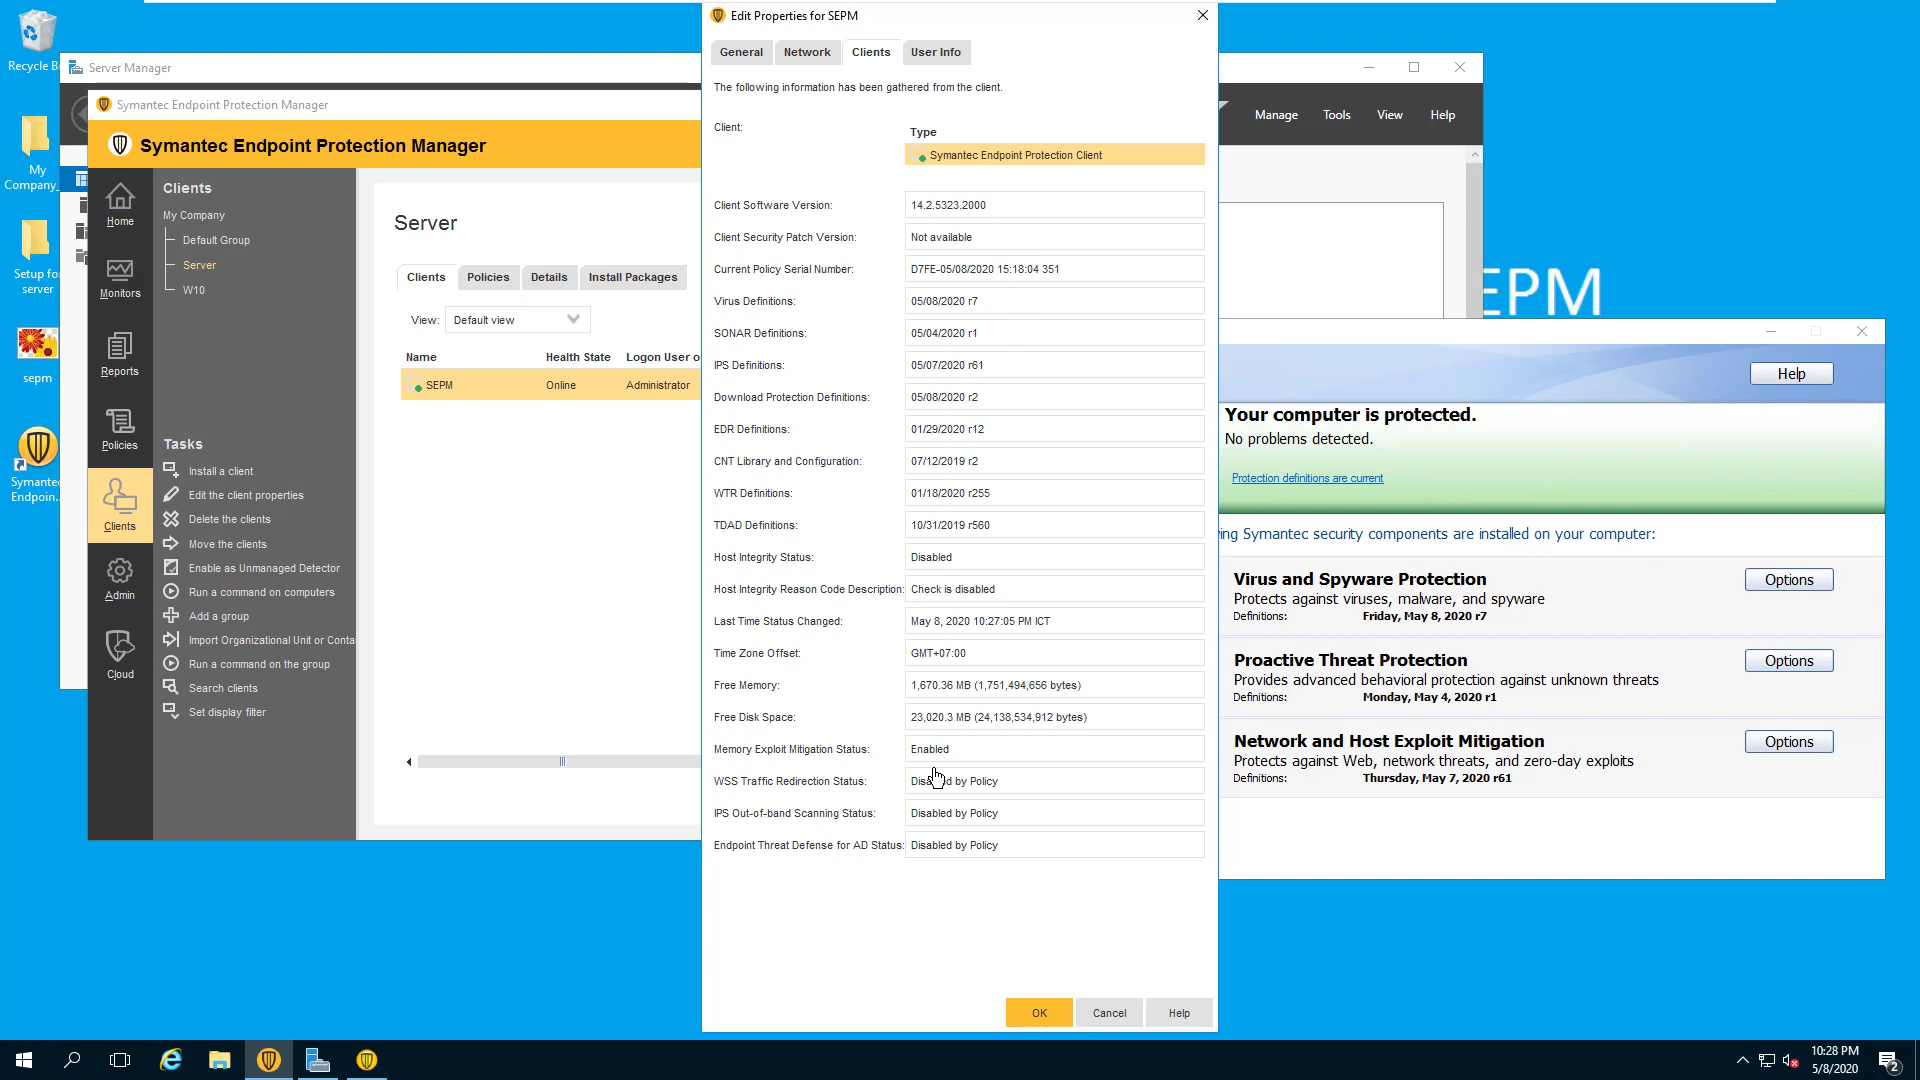 Recycle Bi
My
Company_
Setup for
server
sepm
Symantec
Endpoin...
Server Manager
Manage
Tools
View
Help
EPM
Symantec Endpoint Protection Manager
Symantec Endpoint Protection Manager
Home
Monitors
Reports
Policies
Clients
Admin
Cloud
Clients
My Company
Default Group
Server
W10
Tasks
Install a client
Edit the client properties
Delete the clients
Move the clients
Enable as Unmanaged Detector
Run a command on computers
Add a group
Import Organizational Unit or Conta
Run a command on the group
Search clients
Set display filter
Server
Clients
Policies
Details
Install Packages
View:
Default view
Name
Health State
Logon User o
SEPM
Online
Administrator
Edit Properties for SEPM
General
Network
Clients
User Info
The following information has been gathered from the client.
Client:
Type
Symantec Endpoint Protection Client
Client Software Version: 14.2.5323.2000
Client Security Patch Version: Not available
Current Policy Serial Number: D7FE-05/08/2020 15:18:04 351
Virus Definitions: 05/08/2020 r7
SONAR Definitions: 05/04/2020 r1
IPS Definitions: 05/07/2020 r61
Download Protection Definitions: 05/08/2020 r2
EDR Definitions: 01/29/2020 r12
CNT Library and Configuration: 07/12/2019 r2
WTR Definitions: 01/18/2020 r255
TDAD Definitions: 10/31/2019 r560
Host Integrity Status: Disabled
Host Integrity Reason Code Description: Check is disabled
Last Time Status Changed: May 8, 2020 10:27:05 PM ICT
Time Zone Offset: GMT+07:00
Free Memory: 1,670.36 MB (1,751,494,656 bytes)
Free Disk Space: 23,020.3 MB (24,138,534,912 bytes)
Memory Exploit Mitigation Status: Enabled
WSS Traffic Redirection Status: Disabled by Policy
IPS Out-of-band Scanning Status: Disabled by Policy
Endpoint Threat Defense for AD Status: Disabled by Policy
OK
Cancel
Help
Help
Your computer is protected.
No problems detected.
Protection definitions are current
ing Symantec security components are installed on your computer:
Virus and Spyware Protection
Protects against viruses, malware, and spyware
Definitions: Friday, May 8, 2020 r7
Options
Proactive Threat Protection
Provides advanced behavioral protection against unknown threats
Definitions: Monday, May 4, 2020 r1
Options
Network and Host Exploit Mitigation
Protects against Web, network threats, and zero-day exploits
Definitions: Thursday, May 7, 2020 r61
Options
10:28 PM
5/8/2020
2